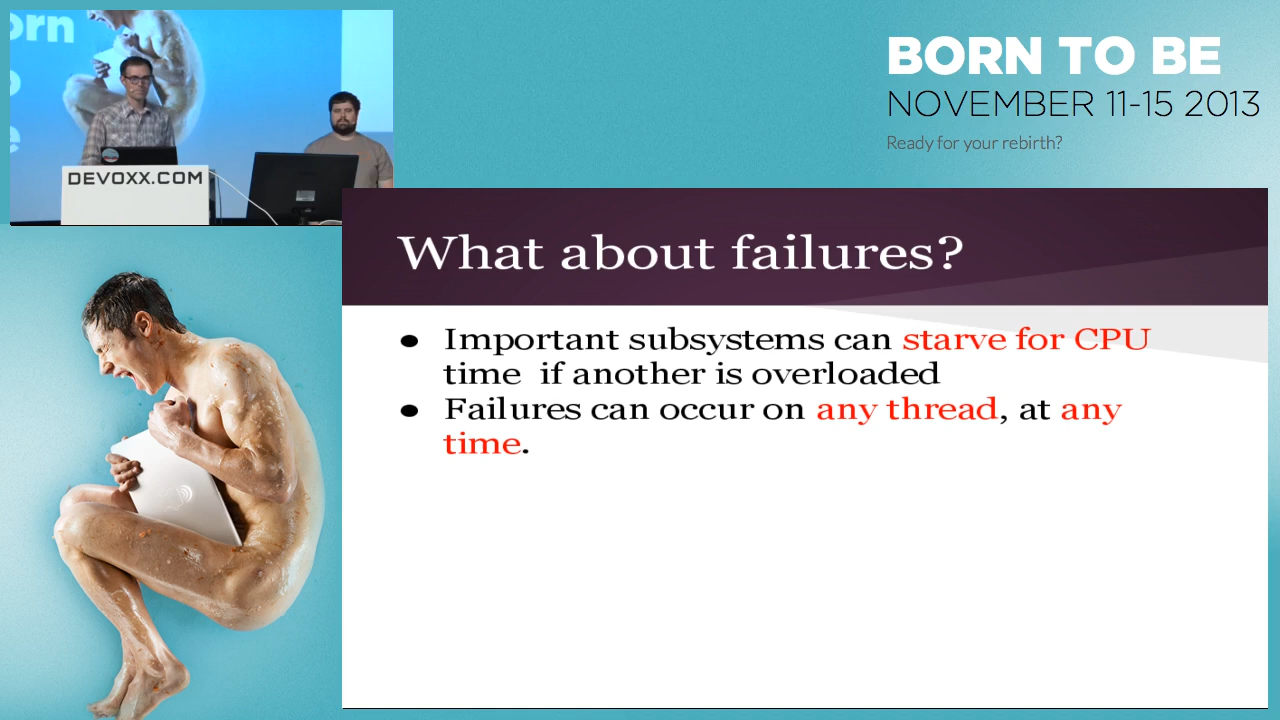 orn
DEVOXX.COM
BORN TO BE
NOVEMBER 11-15 2013
Ready for your rebirth?
What about failures?
● Important subsystems can starve for CPU
time if another is overloaded
● Failures can occur on any thread, at any
time.